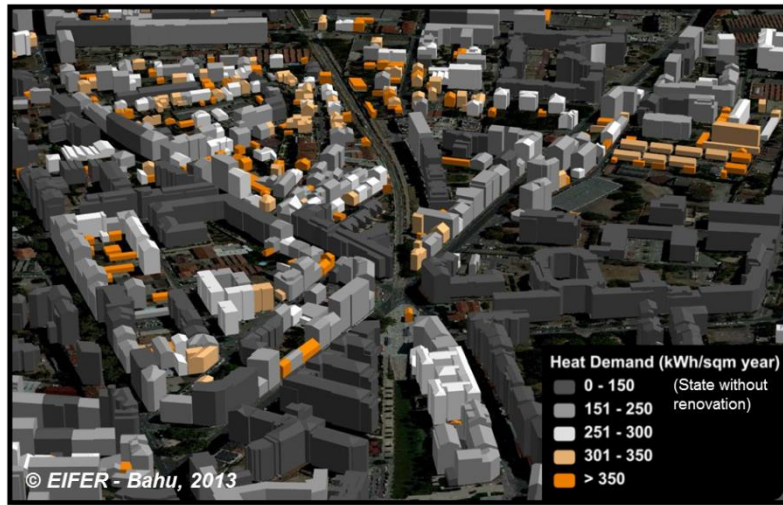 Heat Demand (kWh/sqm year)
0 - 150
(State without
renovation)
151 - 250
251 - 300
301 - 350
> 350
© EIFER - Bahu, 2013